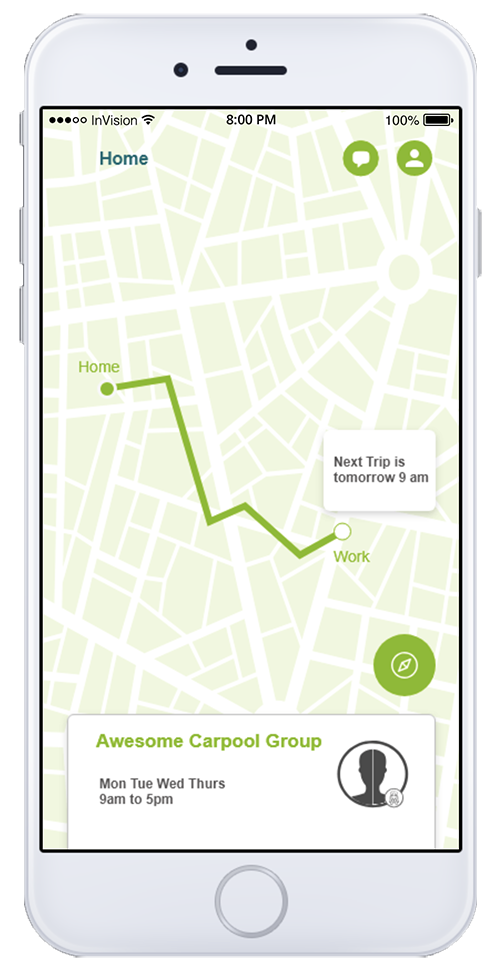 InVision 8:00 PM 100%
Home
Home
Next Trip is
tomorrow 9 am
Work
Awesome Carpool Group
Mon Tue Wed Thurs
9am to 5pm